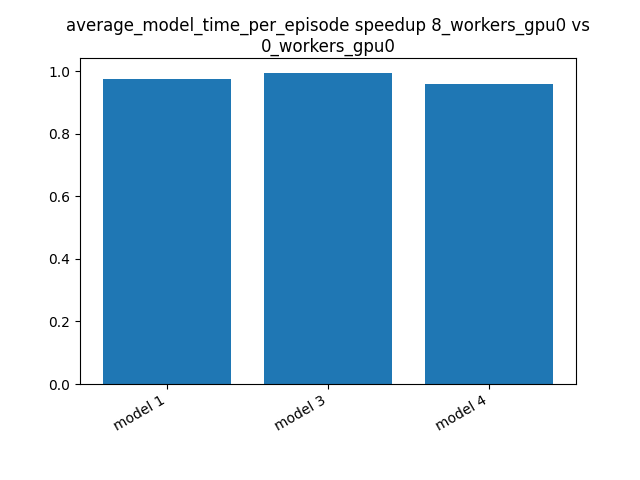 average_model_time_per_episode speedup 8_workers_gpu0 vs
0_workers_gpu0
1.0
0.8
0.6
0.4
0.2
0.0
model 1
model 3
model 4